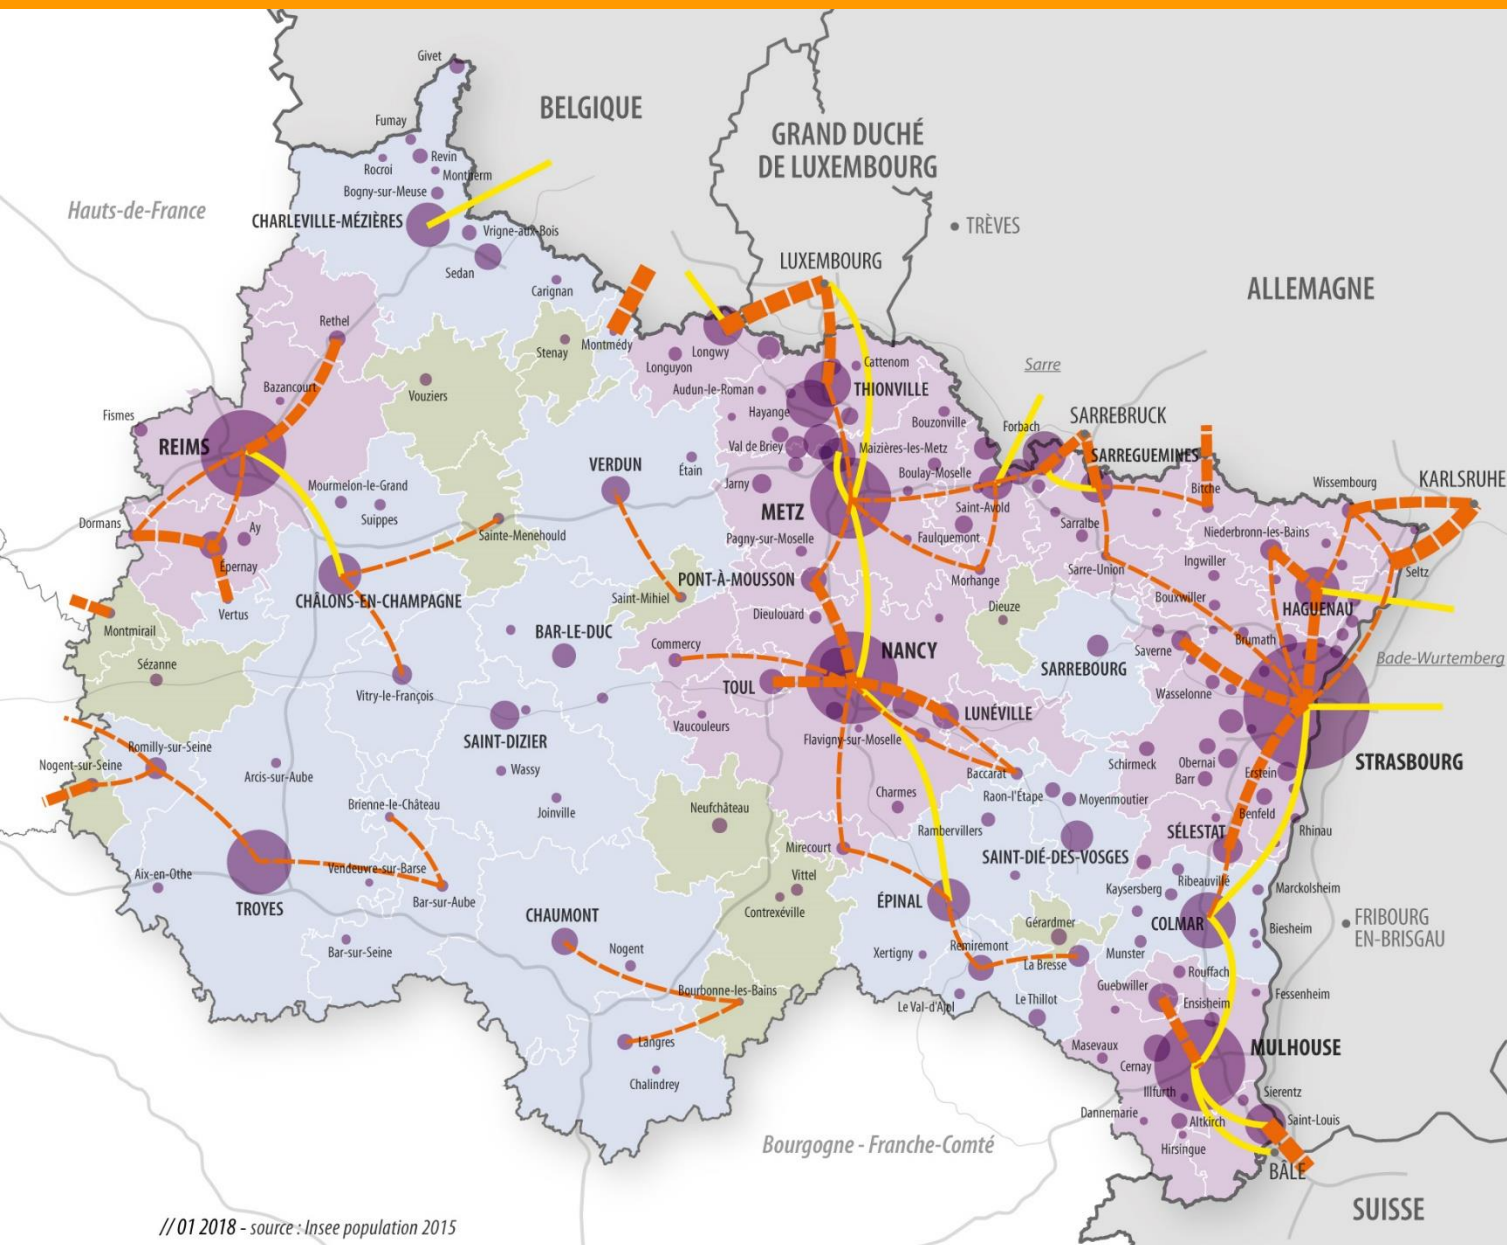 Givet
BELGIQUE
GRAND DUCHÉ
DE LUXEMBOURG
Fumay
Revin
Rocroi
Montherm
Bogny-sur-Meuse
Hauts-de-France
CHARLEVILLE-MÉZIÈRES
Vrigne-aux-Bois
TRÈVES
Sedan
LUXEMBOURG
Carignan
ALLEMAGNE
Rethel
Stenay
Montmédy
Longwy
Longuyon
Cattenom
Sarre
THIONVILLE
Bazancourt
Vouziers
Audun-le-Roman
Fismes
Hayange
Bouzonville
Forbach
SARREBRUCK
REIMS
Val de Briey
Maizières-les-Metz
SARREGUEMINES
VERDUN
Étain
Boulay-Moselle
KARLSRUHE
Mourmelon-le-Grand
Jarny
Saint-Avold
Bitche
Wissembourg
Suippes
METZ
Dormans
Ay
Sainte-Menehould
Pagny-sur-Moselle
Faulquemont
Sarralbe
Niederbronn-les-Bains
Épernay
PONT-À-MOUSSON
Morhange
Sarre-Union
Ingwiller
Seltz
CHÂLONS-EN-CHAMPAGNE
Saint-Mihiel
Dieulouard
Dieuze
Bouxwiller
HAGUENAU
Vertus
Montmirail
BAR-LE-DUC
Commercy
NANCY
Brumath
Saverne
Bade-Wurtemberg
Sézanne
SARREBOURG
TOUL
Wasselonne
Vitry-le-François
LUNÉVILLE
Vaucouleurs
SAINT-DIZIER
Flavigny-sur-Moselle
Romilly-sur-Seine
Nogent-sur-Seine
Arcis-sur-Aube
Wassy
Baccarat
Schirmeck
Obernai
Barr
Erstein
STRASBOURG
Brienne-le-Château
Joinville
Neufchâteau
Charmes
Raon-l'Étape
Moyenmoutier
Benfeld
Rambervillers
SÉLESTAT
Rhinau
Mirecourt
SAINT-DIÉ-DES-VOSGES
Aix-en-Othe
Vendeuvre-sur-Barse
Vittel
Ribeauvillé
Kaysersberg
Marckolsheim
TROYES
Bar-sur-Aube
Contrexéville
ÉPINAL
CHAUMONT
Gérardmer
COLMAR
Biesheim
FRIBOURG
EN-BRISGAU
Bar-sur-Seine
Nogent
Xertigny
Remiremont
La Bresse
Munster
Rouffach
Bourbonne-les-Bains
Guebwiller
Fessenheim
Le Val-d'Ajol
Le Thillot
Ensisheim
Langres
Masevaux
MULHOUSE
Cernay
Chalindrey
Illfurth
Sierentz
Dannemarie
Altkirch
Saint-Louis
Bourgogne - Franche-Comté
Hirsingue
BÂLE
SUISSE
// 01 2018 - source : Insee population 2015